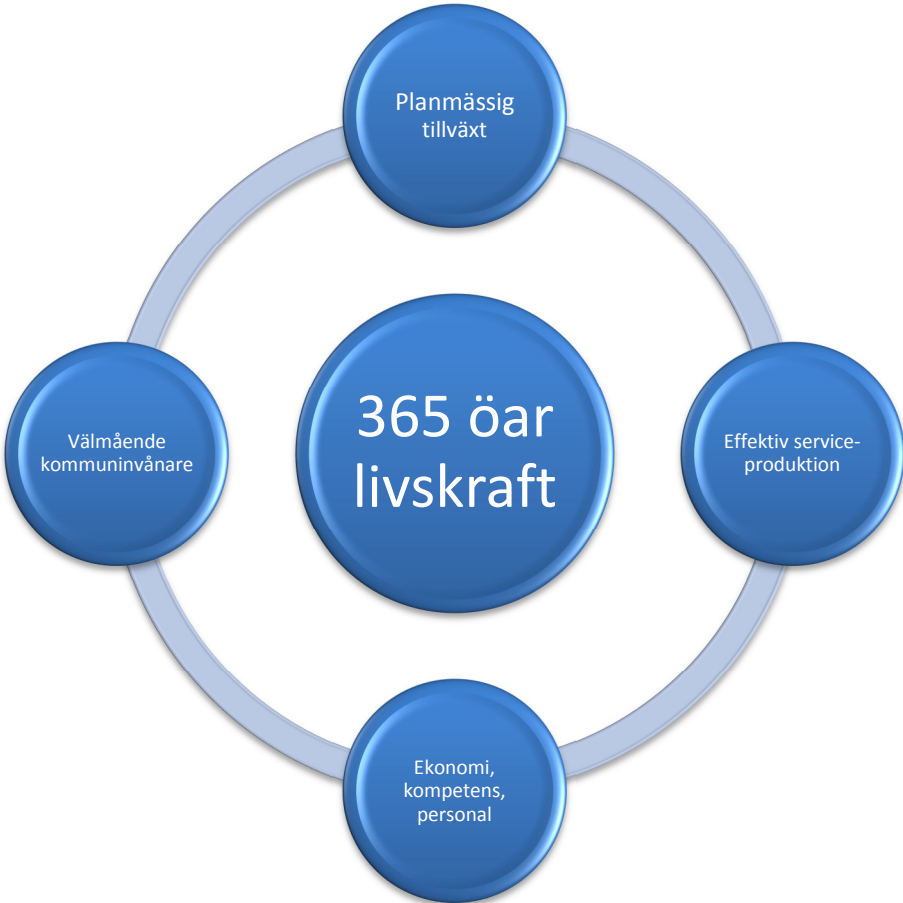 Planmässig
tillväxt
365 öar
livskraft
Välmående
kommuninvånare
Effektiv service-
produktion
Ekonomi,
kompetens,
personal